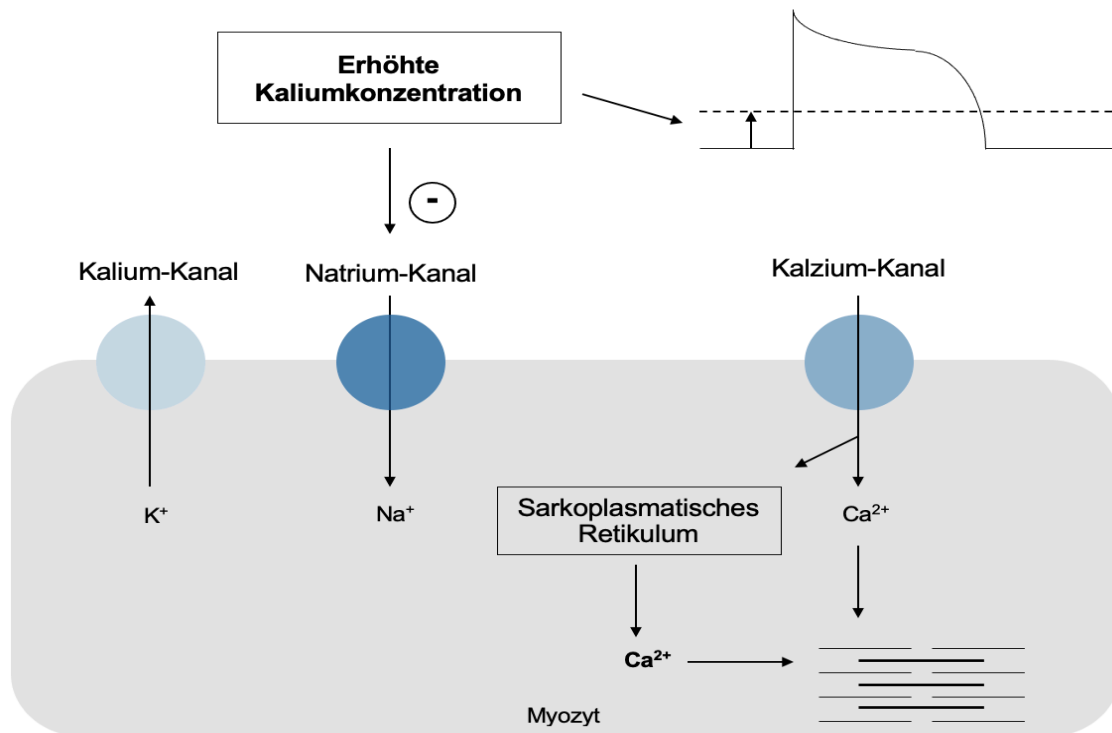 Erhöhte
Kaliumkonzentration
-
Kalium-Kanal
Natrium-Kanal
Kalzium-Kanal
K⁺
Na⁺
Sarkoplasmatisches
Retikulum
Ca²⁺
Ca²⁺
Myozyt